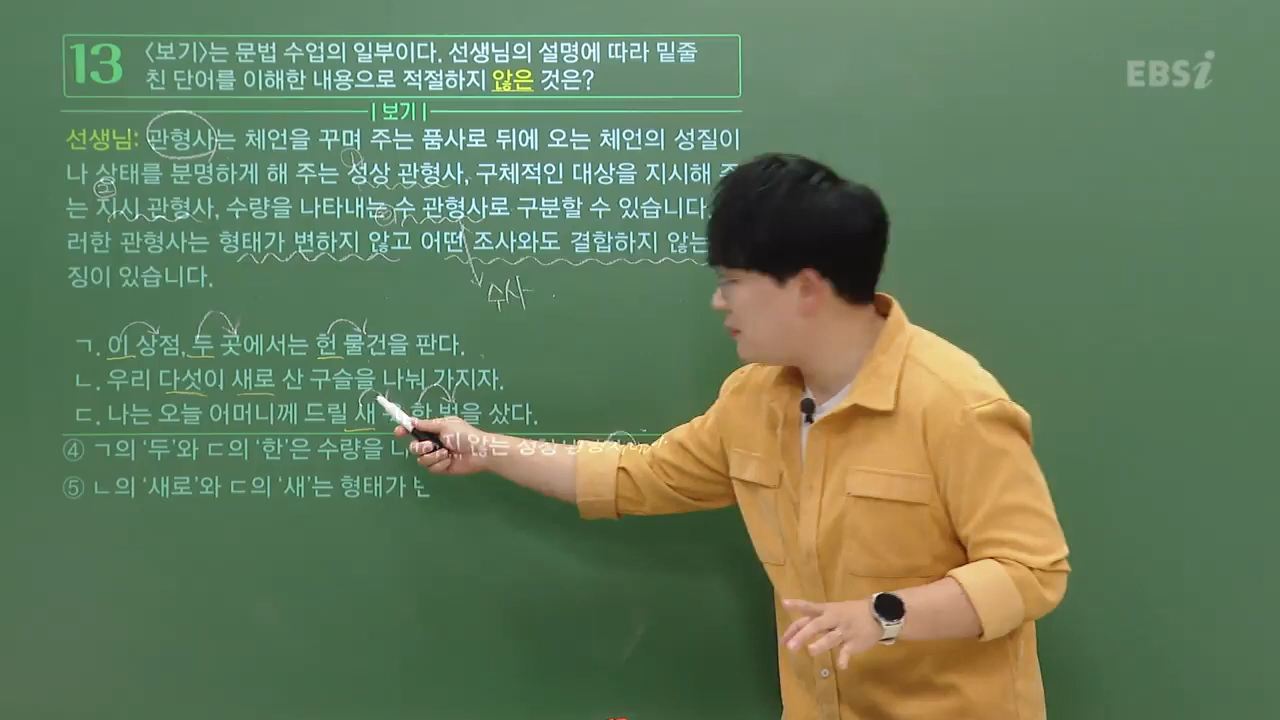 13 〈보기〉는 문법 수업의 일부이다. 선생님의 설명에 따라 밑줄
친 단어를 이해한 내용으로 적절하지 않은 것은?
EBSi
| 보기 |
선생님: 관형사는 체언을 꾸며 주는 품사로 뒤에 오는 체언의 성질이
나 상태를 분명하게 해 주는 성상 관형사, 구체적인 대상을 지시해
는 지시 관형사, 수량을 나타내는 수 관형사로 구분할 수 있습니다.
러한 관형사는 형태가 변하지 않고 어떤 조사와도 결합하지 않는
징이 있습니다.
수사
ㄱ. 이 상점, 두 곳에서는 헌 물건을 판다.
ㄴ. 우리 다섯이 새로 산 구슬을 나눠 가지자.
ㄷ. 나는 오늘 어머니께 드릴 새 한 벌을 샀다.
④ ㄱ의 ‘두’와 ㄷ의 ‘한’은 수량을 않는 성상
⑤ ㄴ의 ‘새로’와 ㄷ의 ‘새’는 형태가